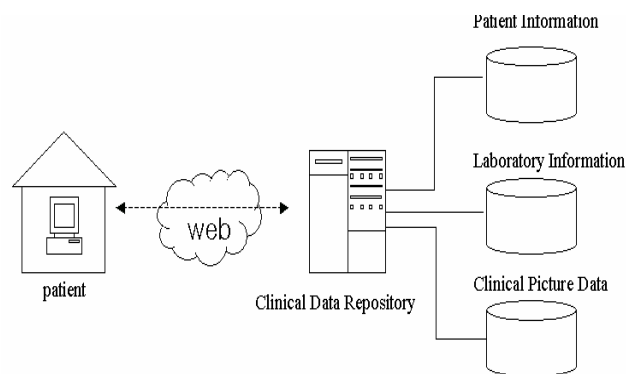 Patient Information
Laboratory Information
web
Clinical Picture Data
patient
Clinical Data Repository